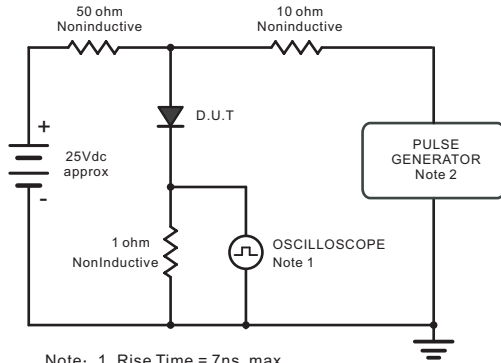 50 ohm
Noninductive
10 ohm
Noninductive
D.U.T
+
25Vdc
approx
-
PULSE
GENERATOR
Note 2
1 ohm
NonInductive
OSCILLOSCOPE
Note 1
Note: 1. Rise Time = 7ns, max.